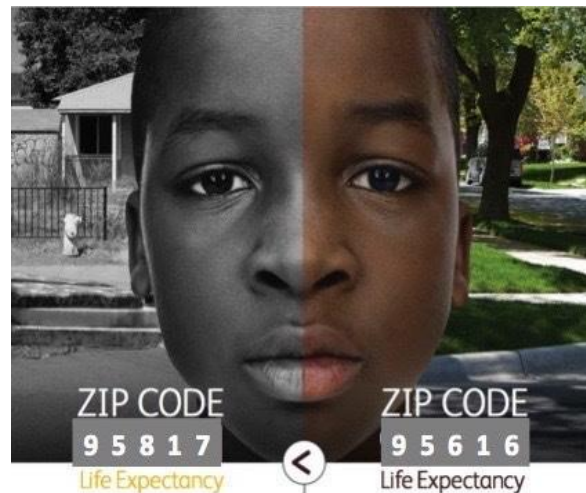 ZIP CODE
9 5 8 1 7
Life Expectancy
ZIP CODE
9 5 6 1 6
Life Expectancy